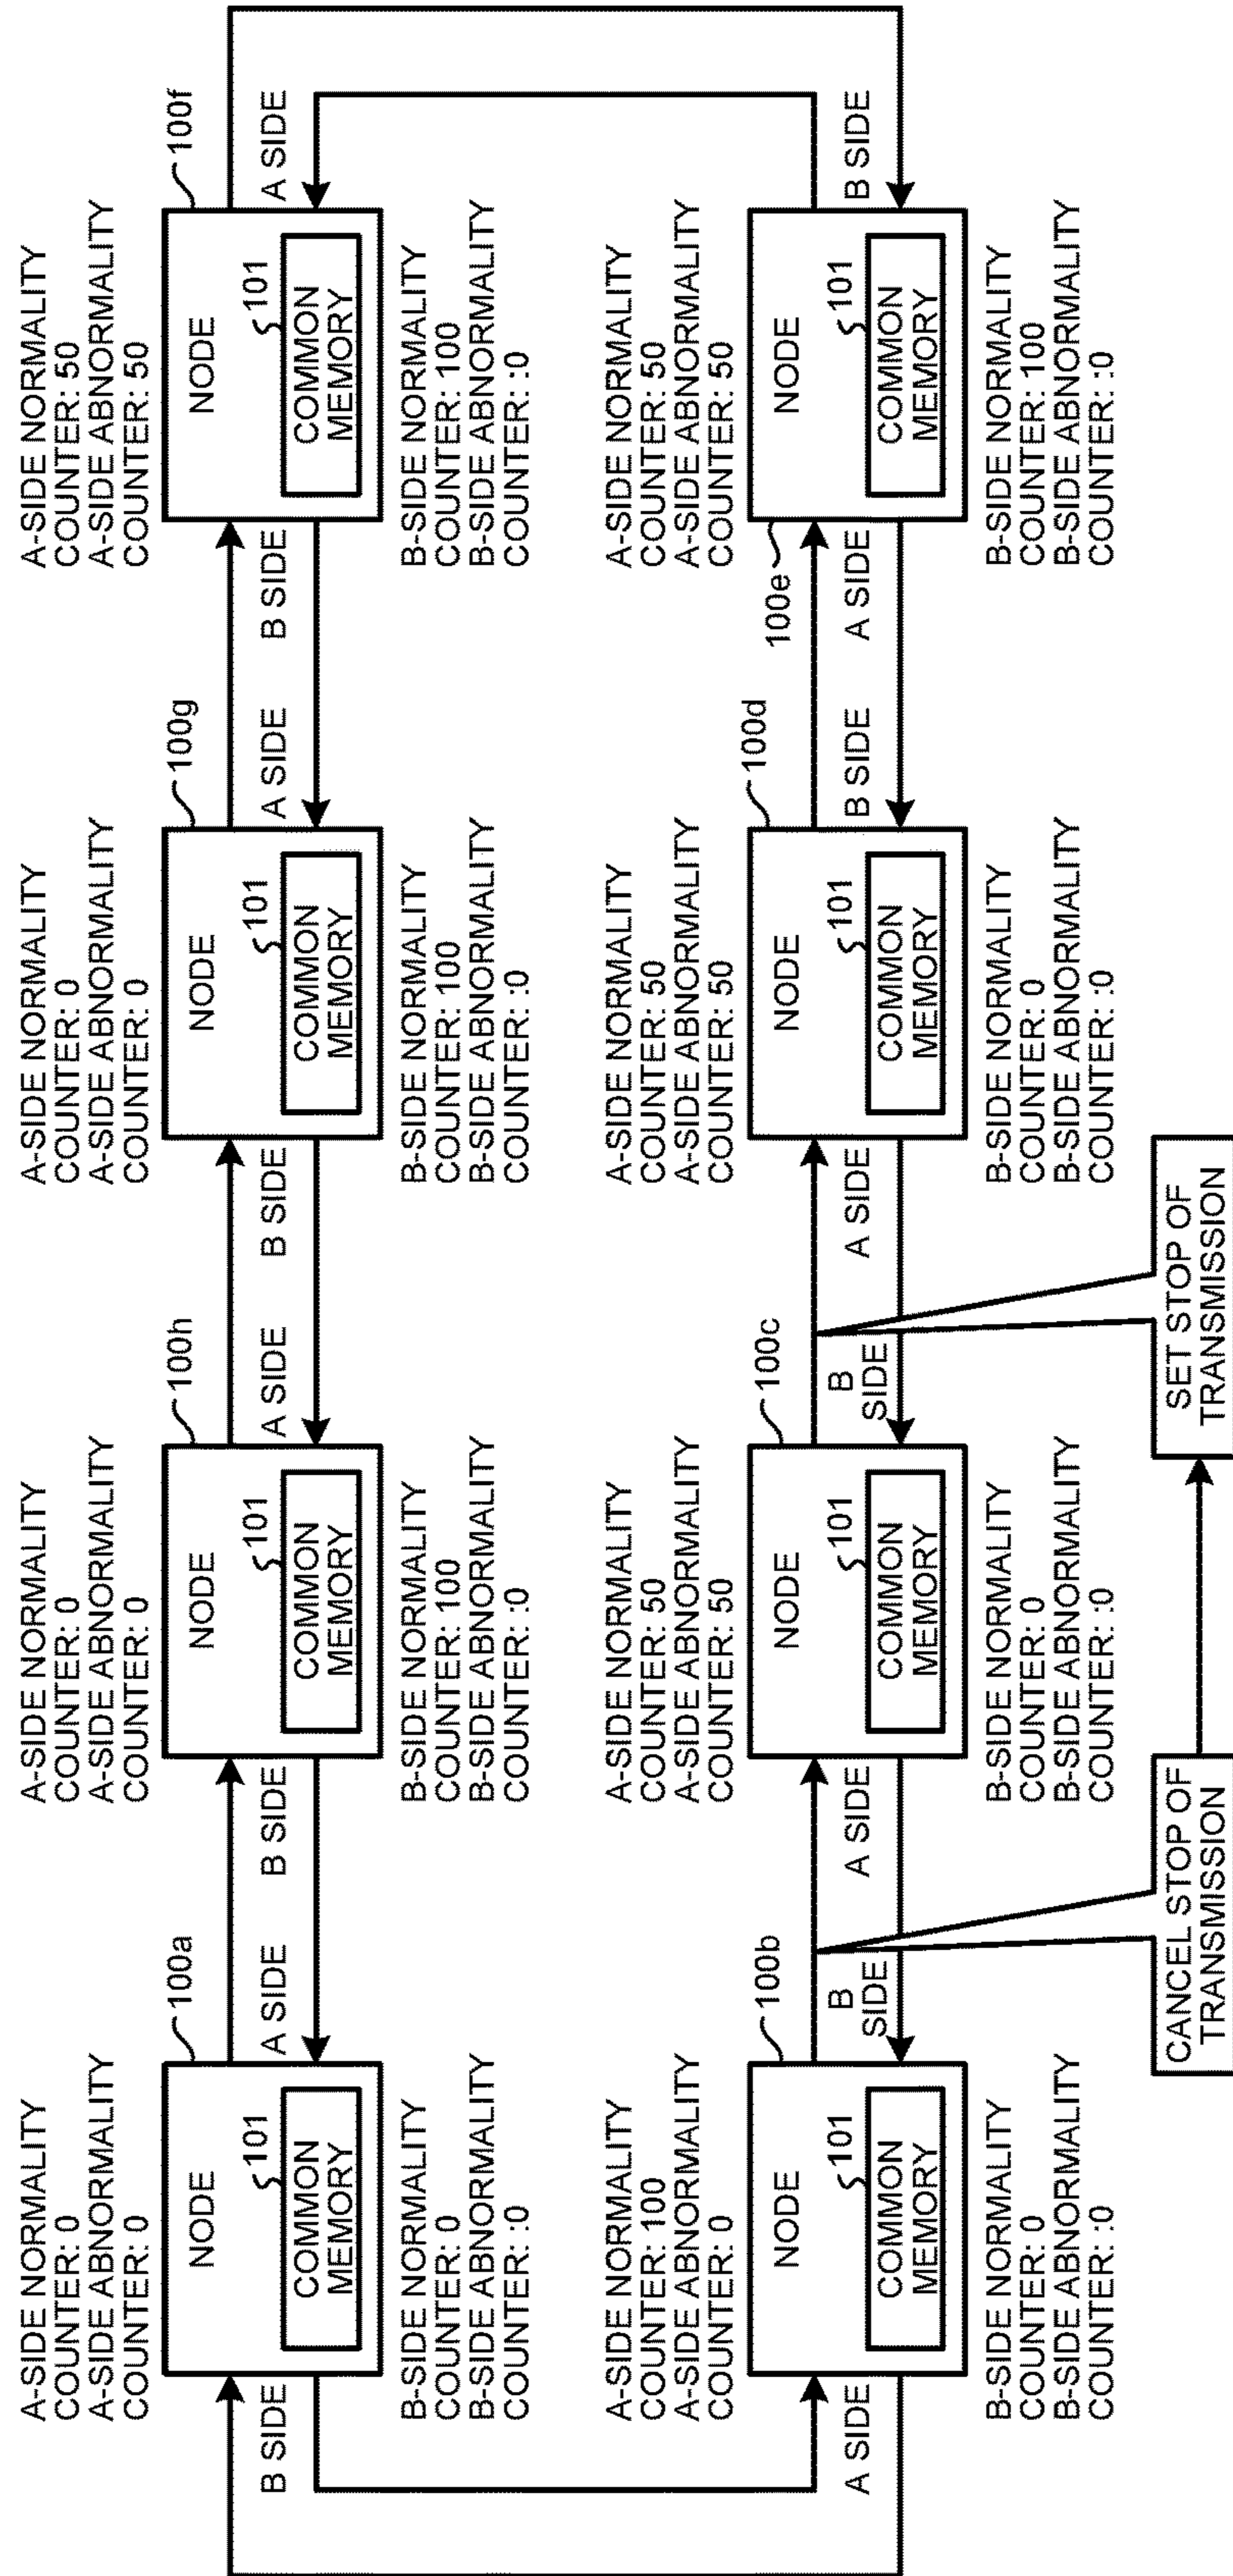 A-SIDE NORMALITY
COUNTER: 0
A-SIDE ABNORMALITY
COUNTER: 0
100a
NODE
101
COMMON
MEMORY
B SIDE
A SIDE
B-SIDE NORMALITY
COUNTER: 0
B-SIDE ABNORMALITY
COUNTER: :0
A-SIDE NORMALITY
COUNTER: 0
A-SIDE ABNORMALITY
COUNTER: 0
100h
NODE
101
COMMON
MEMORY
B SIDE
A SIDE
B-SIDE NORMALITY
COUNTER: 100
B-SIDE ABNORMALITY
COUNTER: :0
A-SIDE NORMALITY
COUNTER: 0
A-SIDE ABNORMALITY
COUNTER: 0
100g
NODE
101
COMMON
MEMORY
B SIDE
A SIDE
B-SIDE NORMALITY
COUNTER: 100
B-SIDE ABNORMALITY
COUNTER: :0
A-SIDE NORMALITY
COUNTER: 50
A-SIDE ABNORMALITY
COUNTER: 50
100f
NODE
101
COMMON
MEMORY
B SIDE
A SIDE
B-SIDE NORMALITY
COUNTER: 100
B-SIDE ABNORMALITY
COUNTER: :0
A-SIDE NORMALITY
COUNTER: 100
A-SIDE ABNORMALITY
COUNTER: 0
100b
NODE
101
COMMON
MEMORY
A SIDE
B
SIDE
B-SIDE NORMALITY
COUNTER: 0
B-SIDE ABNORMALITY
COUNTER: :0
A-SIDE NORMALITY
COUNTER: 50
A-SIDE ABNORMALITY
COUNTER: 50
100c
NODE
101
COMMON
MEMORY
A SIDE
B
SIDE
B-SIDE NORMALITY
COUNTER: 0
B-SIDE ABNORMALITY
COUNTER: :0
A-SIDE NORMALITY
COUNTER: 50
A-SIDE ABNORMALITY
COUNTER: 50
100d
NODE
101
COMMON
MEMORY
A SIDE
B SIDE
B-SIDE NORMALITY
COUNTER: 0
B-SIDE ABNORMALITY
COUNTER: :0
A-SIDE NORMALITY
COUNTER: 50
A-SIDE ABNORMALITY
COUNTER: 50
100e
NODE
101
COMMON
MEMORY
A SIDE
B SIDE
B-SIDE NORMALITY
COUNTER: 100
B-SIDE ABNORMALITY
COUNTER: :0
CANCEL STOP OF
TRANSMISSION
SET STOP OF
TRANSMISSION